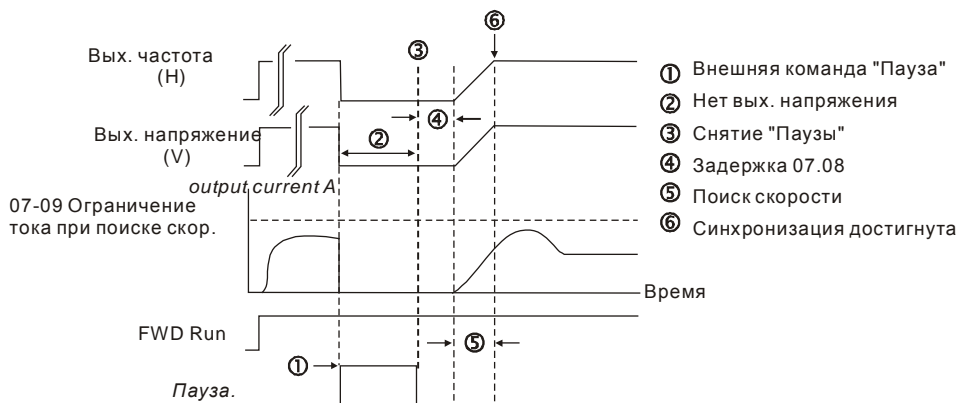 Вых. частота
(H)
Вых. напряжение
(V)
output current A
07-09 Ограничение
тока при поиске скор.
FWD Run
Пауза.
Время
⑥
③
④
②
⑤
①
① Внешняя команда "Пауза"
② Нет вых. напряжения
③ Снятие "Паузы"
④ Задержка 07.08
⑤ Поиск скорости
⑥ Синхронизация достигнута